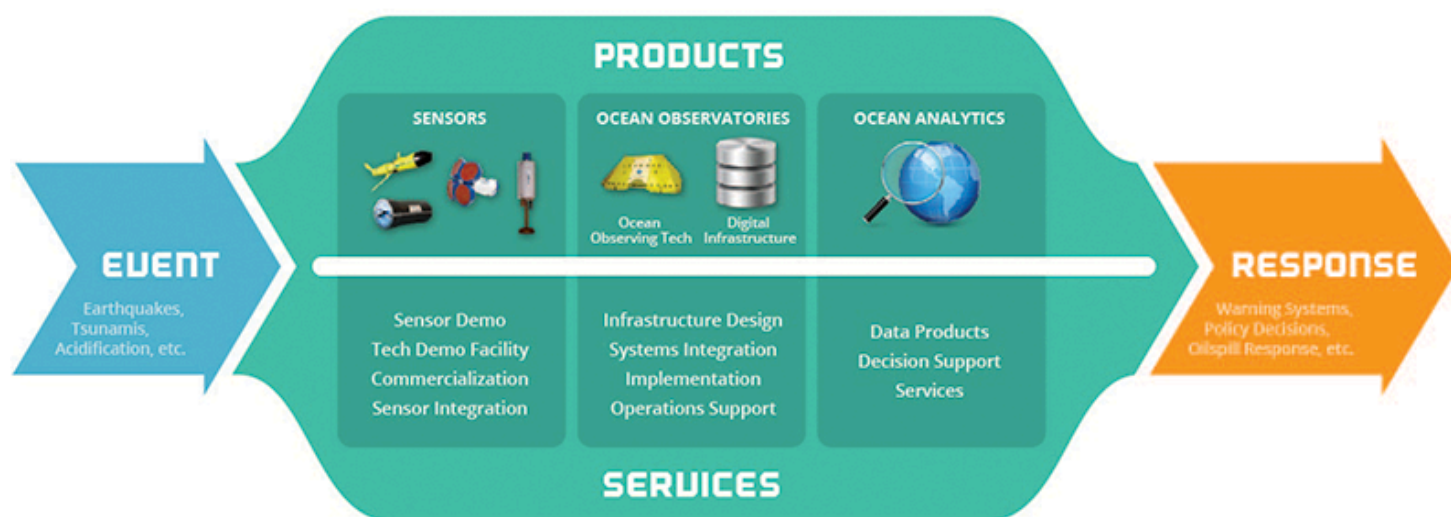 PRODUCTS
EVENT
Earthquakes,
Tsunamis,
Acidification, etc.
SENSORS
Sensor Demo
Tech Demo Facility
Commercialization
Sensor Integration
OCEAN OBSERVATORIES
Ocean
Observing Tech
Digital
Infrastructure
Infrastructure Design
Systems Integration
Implementation
Operations Support
OCEAN ANALYTICS
Data Products
Decision Support
Services
SERVICES
RESPONSE
Warning Systems,
Policy Decisions,
Oilspill Response, etc.